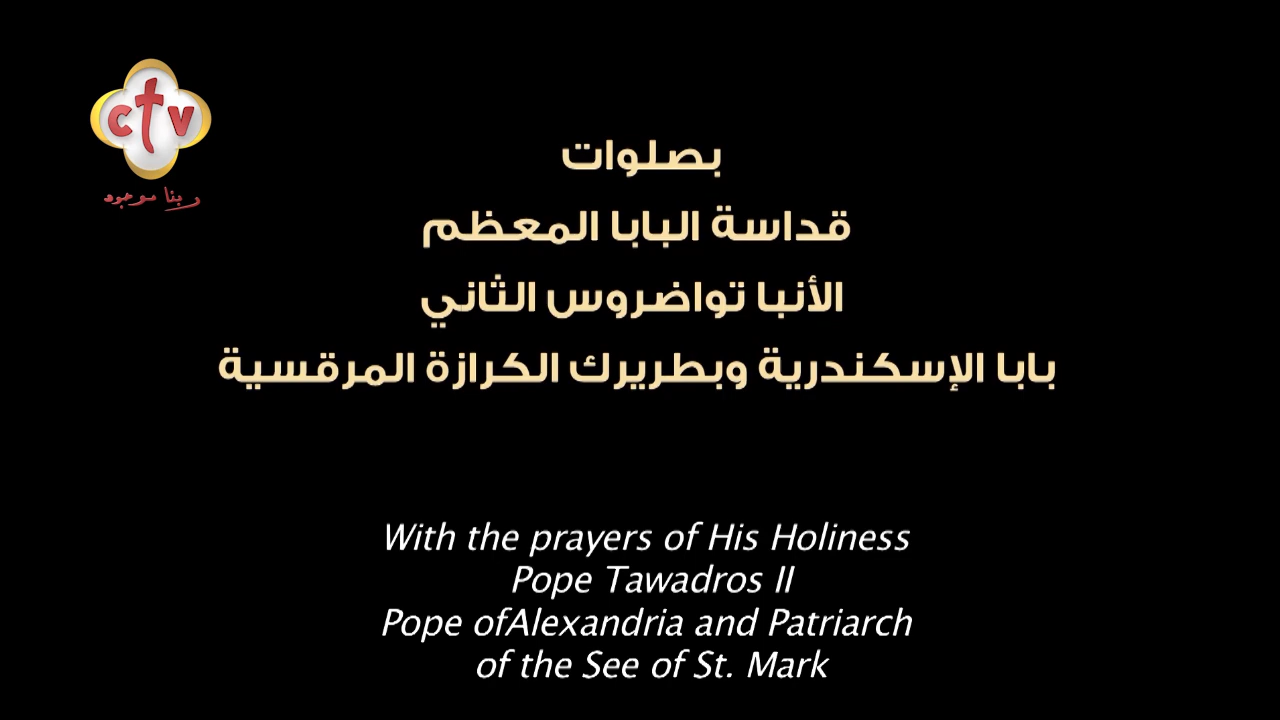 ctv
ربنا موجود
بصلوات
قداسة البابا المعظم
الأنبا تواضروس الثاني
بابا الإسكندرية وبطريرك الكرازة المرقسية
With the prayers of His Holiness
Pope Tawadros II
Pope ofAlexandria and Patriarch
of the See of St. Mark